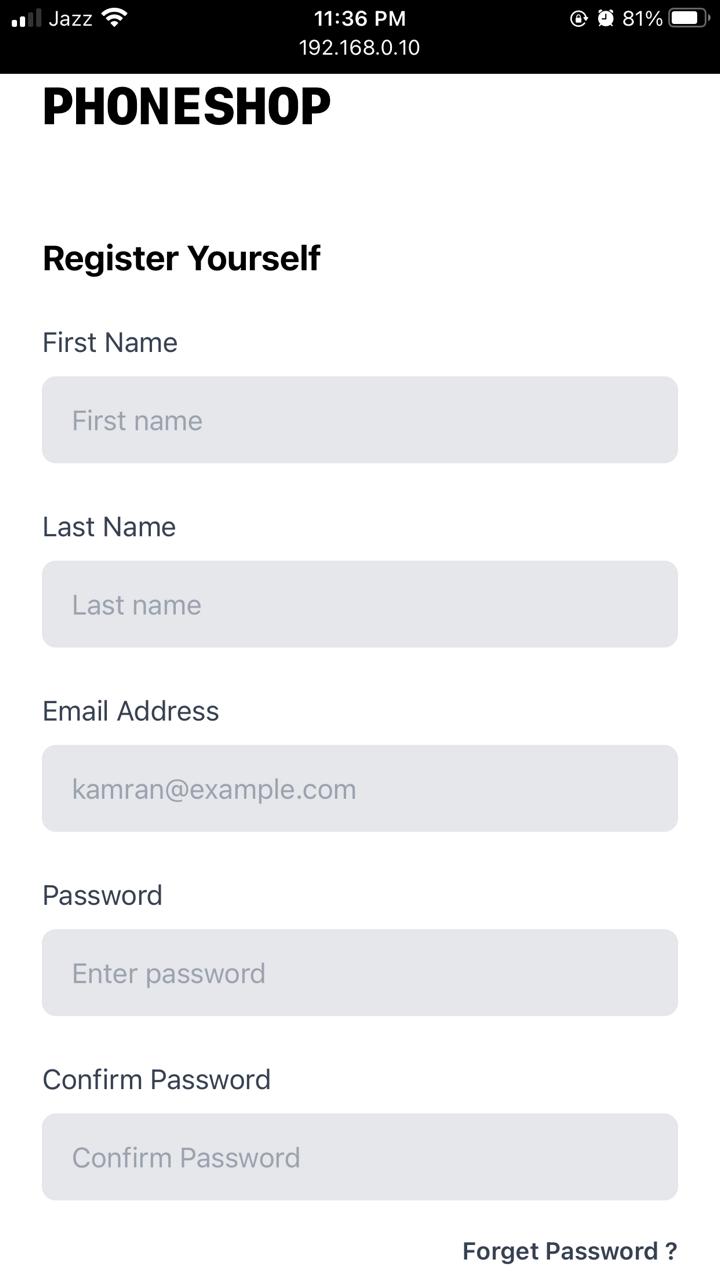 Jazz 11:36 PM 81%
192.168.0.10
PHONESHOP
Register Yourself
First Name
First name
Last Name
Last name
Email Address
kamran@example.com
Password
Enter password
Confirm Password
Confirm Password
Forget Password ?